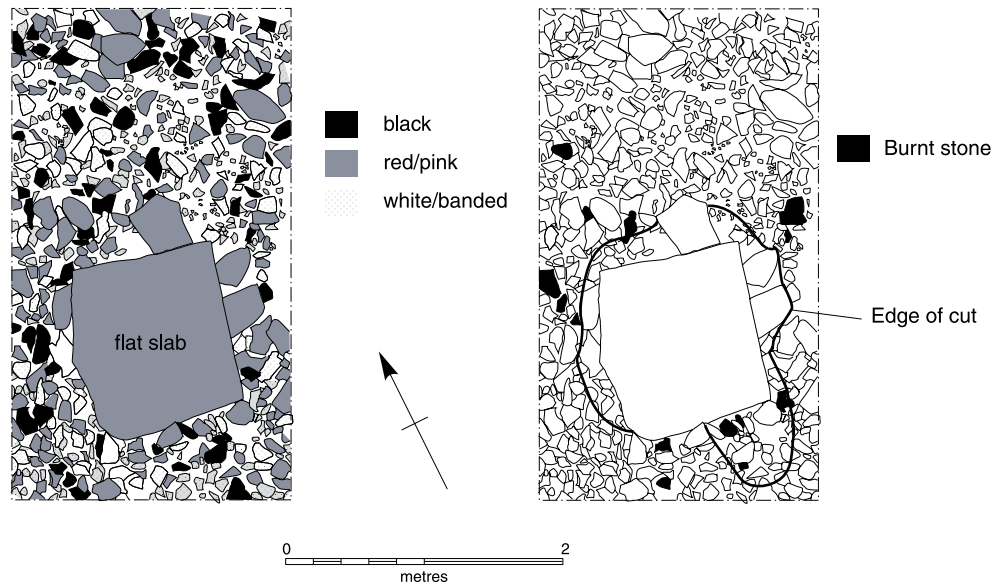 black
red/pink
white/banded
flat slab
Burnt stone
Edge of cut
0 2
metres